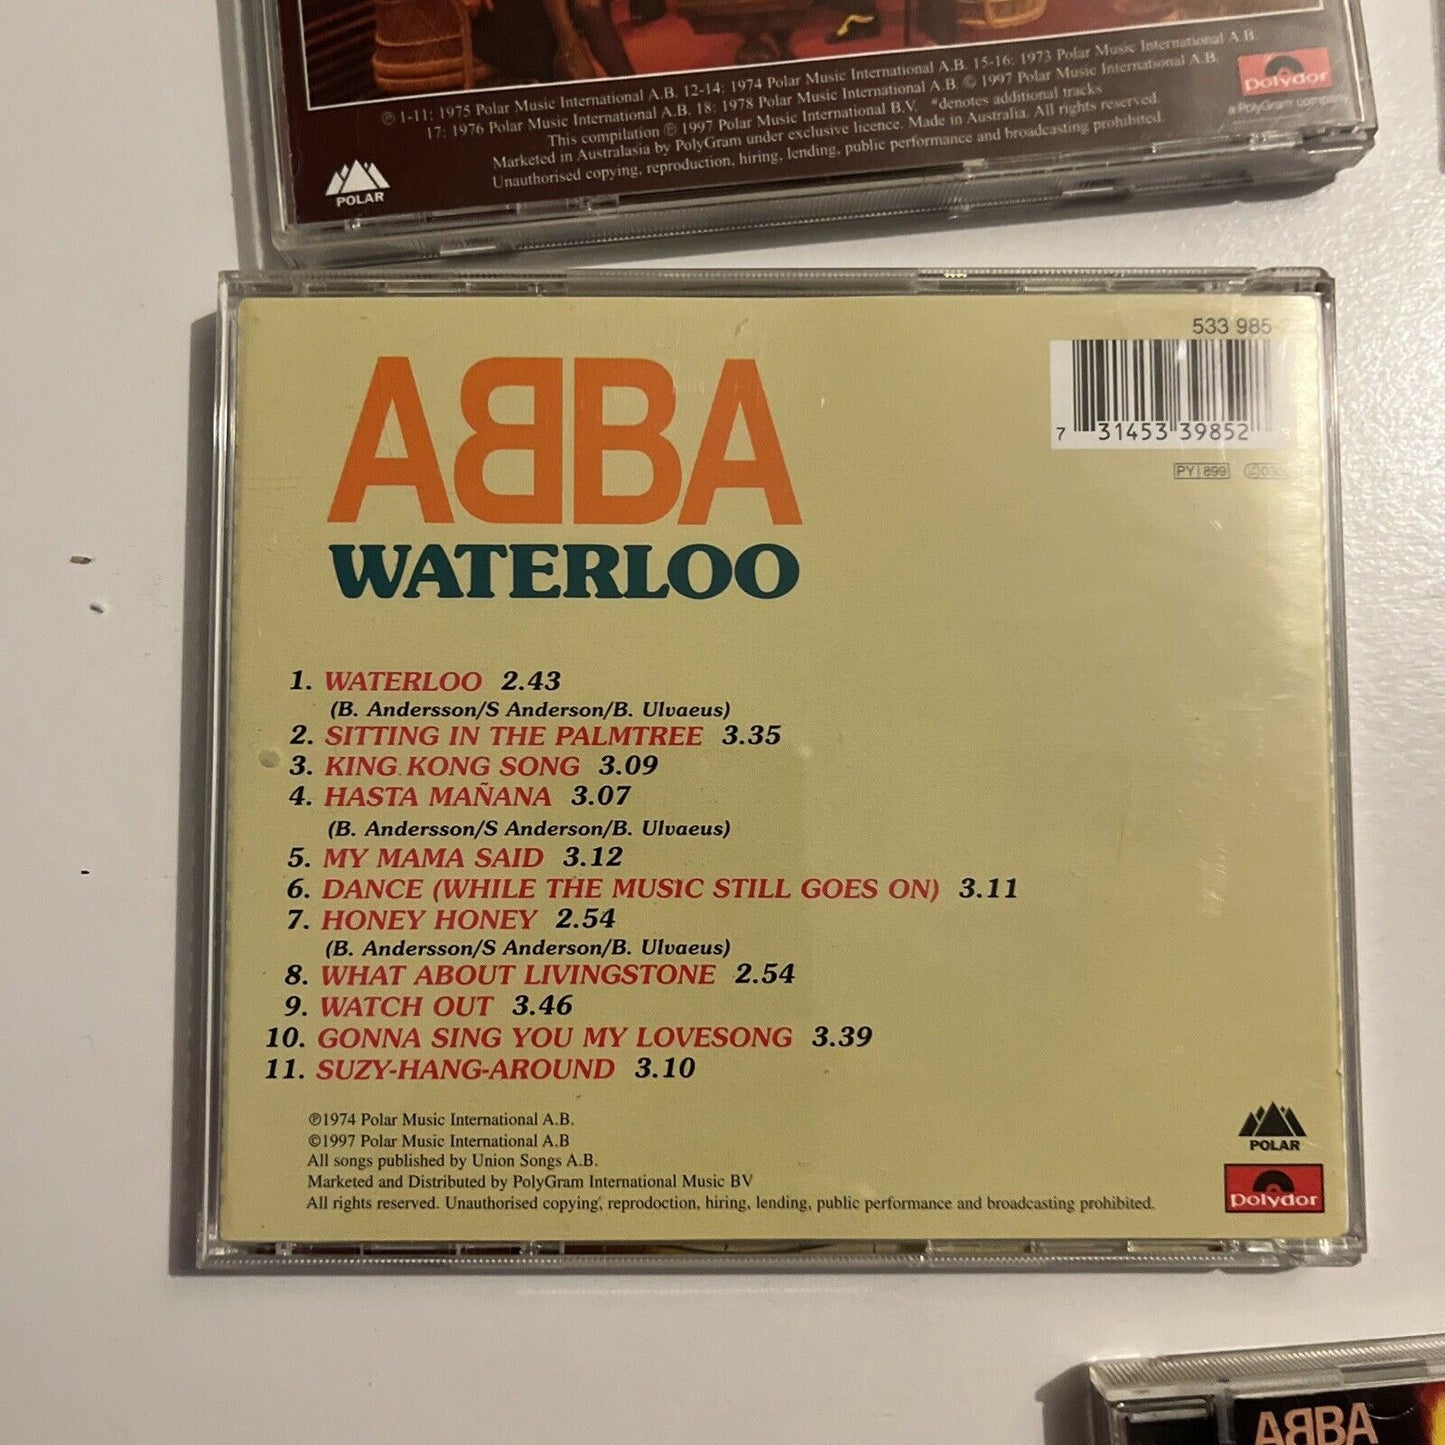 ℗ 1-11: 1975 Polar Music International A.B. 12-14: 1974 Polar Music International A.B. 15-16: 1973 Polar Music International A.B.
17: 1976 Polar Music International A.B. 18: 1978 Polar Music International A.B. © 1997 Polar Music International A.B.
This compilation ℗ 1997 Polar Music International B.V. *denotes additional tracks
Marketed in Australasia by PolyGram under exclusive licence. Made in Australia. All rights reserved.
Unauthorised copying, reproduction, hiring, lending, public performance and broadcasting prohibited.
POLAR
polydor
a PolyGram company
533 985-
7 31453 39852
PY 899
ABBA
WATERLOO
1. WATERLOO 2.43
(B. Andersson/S Anderson/B. Ulvaeus)
2. SITTING IN THE PALMTREE 3.35
3. KING KONG SONG 3.09
4. HASTA MAÑANA 3.07
(B. Andersson/S Anderson/B. Ulvaeus)
5. MY MAMA SAID 3.12
6. DANCE (WHILE THE MUSIC STILL GOES ON) 3.11
7. HONEY HONEY 2.54
(B. Andersson/S Anderson/B. Ulvaeus)
8. WHAT ABOUT LIVINGSTONE 2.54
9. WATCH OUT 3.46
10. GONNA SING YOU MY LOVESONG 3.39
11. SUZY-HANG-AROUND 3.10
℗1974 Polar Music International A.B.
©1997 Polar Music International A.B
All songs published by Union Songs A.B.
Marketed and Distributed by PolyGram International Music BV
All rights reserved. Unauthorised copying, reprodoction, hiring, lending, public performance and broadcasting prohibited.
POLAR
polydor
ABBA